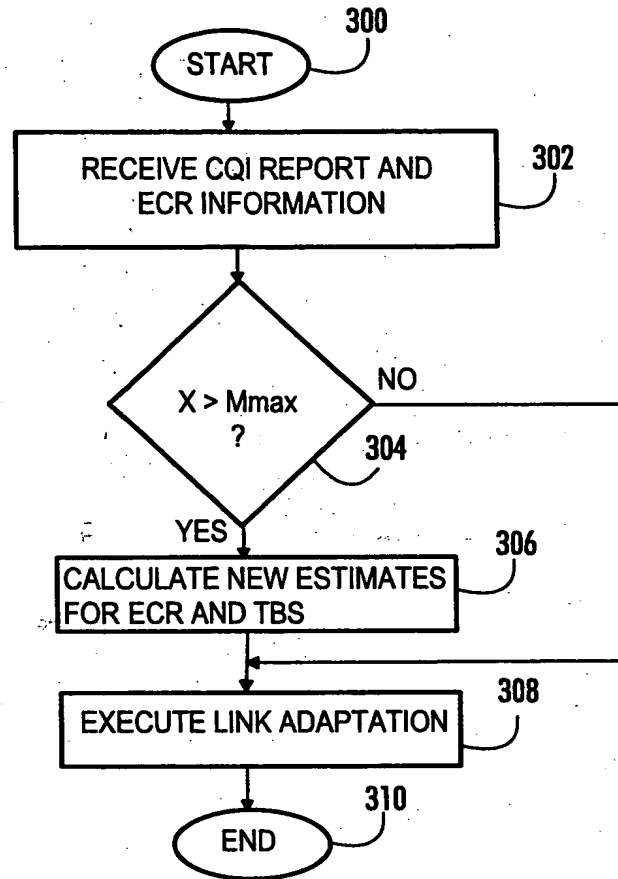 300
START
RECEIVE CQI REPORT AND
ECR INFORMATION
302
X > Mmax
?
NO
304
YES
306
CALCULATE NEW ESTIMATES
FOR ECR AND TBS
308
EXECUTE LINK ADAPTATION
310
END